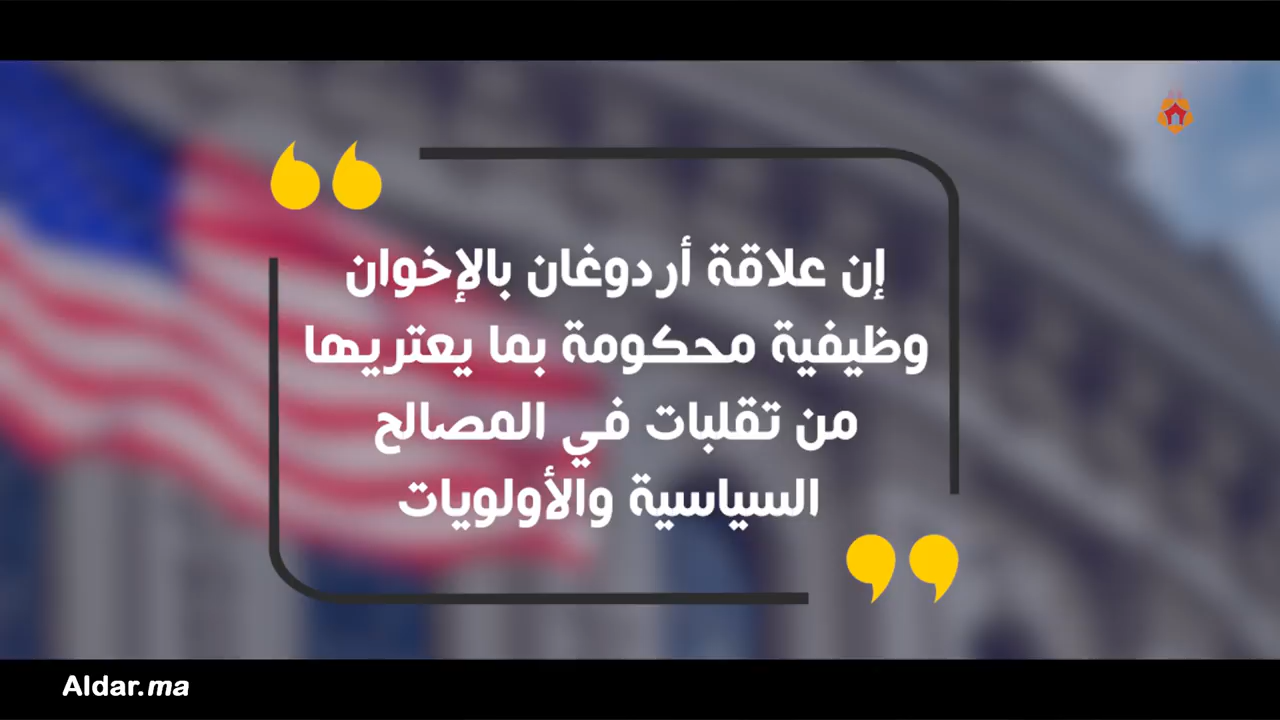 إن علاقة أردوغان بالإخوان
وظيفية محكومة بما يعتريها
من تقلبات في المصالح
السياسية والأولويات
Aldar.ma